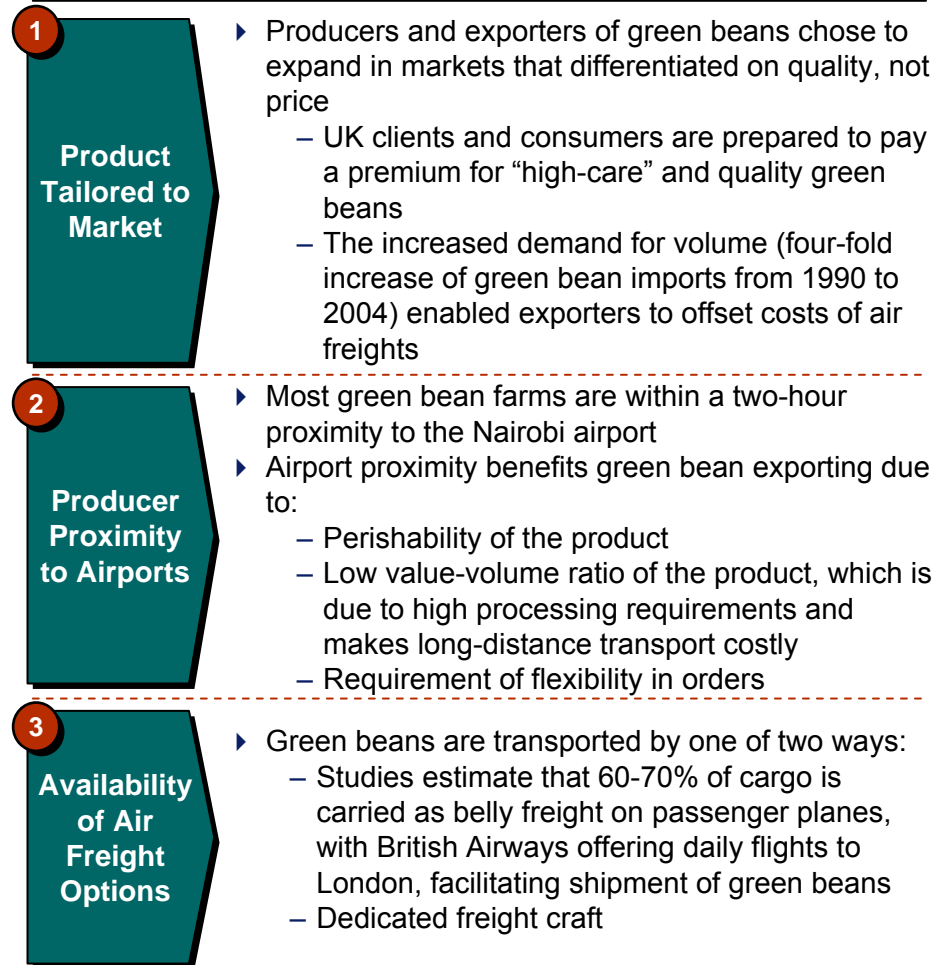 1
Product
Tailored to
Market
Producers and exporters of green beans chose to
expand in markets that differentiated on quality, not
price
– UK clients and consumers are prepared to pay
a premium for “high-care” and quality green
beans
– The increased demand for volume (four-fold
increase of green bean imports from 1990 to
2004) enabled exporters to offset costs of air
freights
2
Producer
Proximity
to Airports
Most green bean farms are within a two-hour
proximity to the Nairobi airport
Airport proximity benefits green bean exporting due
to:
– Perishability of the product
– Low value-volume ratio of the product, which is
due to high processing requirements and
makes long-distance transport costly
– Requirement of flexibility in orders
3
Availability
of Air
Freight
Options
Green beans are transported by one of two ways:
– Studies estimate that 60-70% of cargo is
carried as belly freight on passenger planes,
with British Airways offering daily flights to
London, facilitating shipment of green beans
– Dedicated freight craft